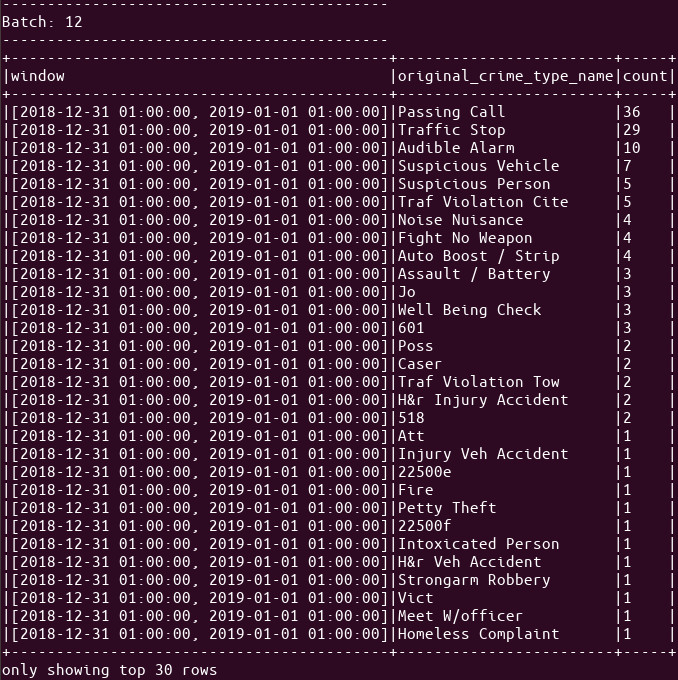 -------------------------------------------
Batch: 12
-------------------------------------------
+------------------------------------------+------------------------+-----+
|window                                    |original_crime_type_name|count|
+------------------------------------------+------------------------+-----+
|[2018-12-31 01:00:00, 2019-01-01 01:00:00]|Passing Call            |36   |
|[2018-12-31 01:00:00, 2019-01-01 01:00:00]|Traffic Stop            |29   |
|[2018-12-31 01:00:00, 2019-01-01 01:00:00]|Audible Alarm           |10   |
|[2018-12-31 01:00:00, 2019-01-01 01:00:00]|Suspicious Vehicle      |7    |
|[2018-12-31 01:00:00, 2019-01-01 01:00:00]|Suspicious Person       |5    |
|[2018-12-31 01:00:00, 2019-01-01 01:00:00]|Traf Violation Cite     |5    |
|[2018-12-31 01:00:00, 2019-01-01 01:00:00]|Noise Nuisance          |4    |
|[2018-12-31 01:00:00, 2019-01-01 01:00:00]|Fight No Weapon         |4    |
|[2018-12-31 01:00:00, 2019-01-01 01:00:00]|Auto Boost / Strip      |4    |
|[2018-12-31 01:00:00, 2019-01-01 01:00:00]|Assault / Battery       |3    |
|[2018-12-31 01:00:00, 2019-01-01 01:00:00]|Jo                      |3    |
|[2018-12-31 01:00:00, 2019-01-01 01:00:00]|Well Being Check        |3    |
|[2018-12-31 01:00:00, 2019-01-01 01:00:00]|601                     |3    |
|[2018-12-31 01:00:00, 2019-01-01 01:00:00]|Poss                    |2    |
|[2018-12-31 01:00:00, 2019-01-01 01:00:00]|Caser                   |2    |
|[2018-12-31 01:00:00, 2019-01-01 01:00:00]|Traf Violation Tow      |2    |
|[2018-12-31 01:00:00, 2019-01-01 01:00:00]|H&r Injury Accident     |2    |
|[2018-12-31 01:00:00, 2019-01-01 01:00:00]|518                     |2    |
|[2018-12-31 01:00:00, 2019-01-01 01:00:00]|Att                     |1    |
|[2018-12-31 01:00:00, 2019-01-01 01:00:00]|Injury Veh Accident     |1    |
|[2018-12-31 01:00:00, 2019-01-01 01:00:00]|22500e                  |1    |
|[2018-12-31 01:00:00, 2019-01-01 01:00:00]|Fire                    |1    |
|[2018-12-31 01:00:00, 2019-01-01 01:00:00]|Petty Theft             |1    |
|[2018-12-31 01:00:00, 2019-01-01 01:00:00]|22500f                  |1    |
|[2018-12-31 01:00:00, 2019-01-01 01:00:00]|Intoxicated Person      |1    |
|[2018-12-31 01:00:00, 2019-01-01 01:00:00]|H&r Veh Accident        |1    |
|[2018-12-31 01:00:00, 2019-01-01 01:00:00]|Strongarm Robbery       |1    |
|[2018-12-31 01:00:00, 2019-01-01 01:00:00]|Vict                    |1    |
|[2018-12-31 01:00:00, 2019-01-01 01:00:00]|Meet W/officer          |1    |
|[2018-12-31 01:00:00, 2019-01-01 01:00:00]|Homeless Complaint      |1    |
+------------------------------------------+------------------------+-----+
only showing top 30 rows